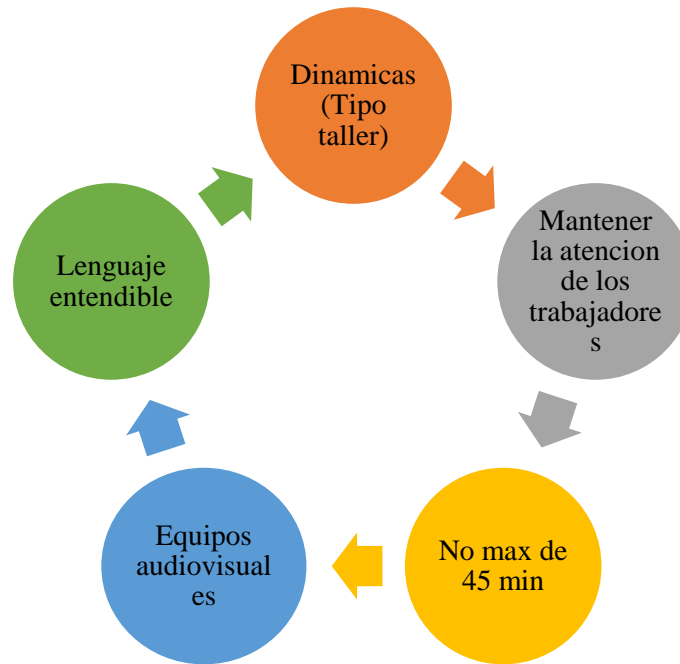 Dinamicas
(Tipo
taller)
Mantener
la atencion
de los
trabajadore
s
No max de
45 min
Equipos
audiovisual
es
Lenguaje
entendible